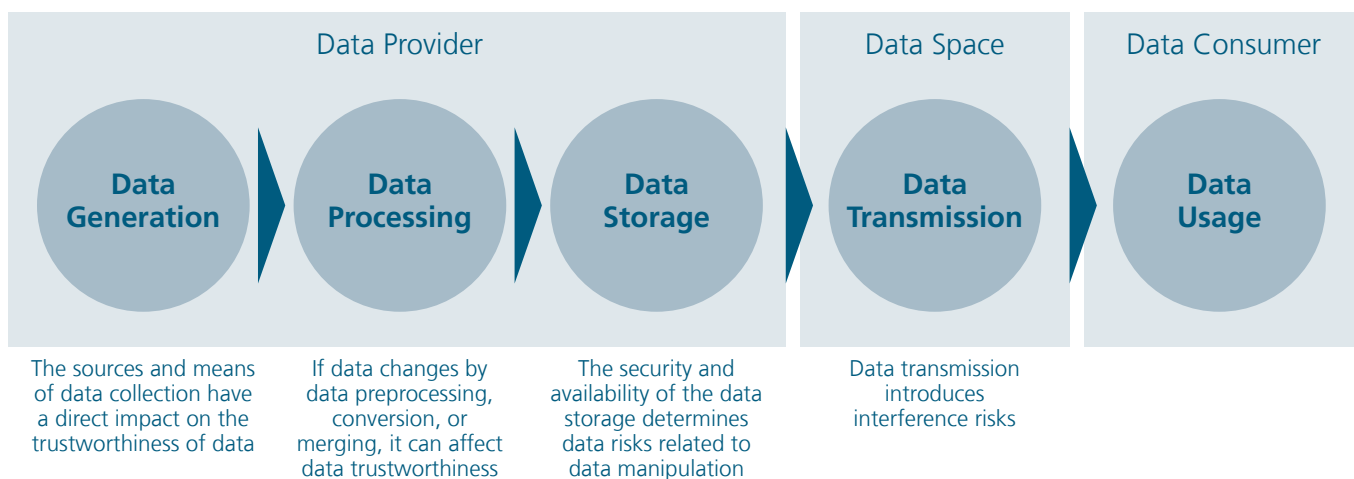 Data Provider
Data Space
Data Consumer
Data
Generation
Data
Processing
Data
Storage
Data
Transmission
Data
Usage
The sources and means
of data collection have
a direct impact on the
trustworthiness of data
If data changes by
data preprocessing,
conversion, or
merging, it can affect
data trustworthiness
The security and
availability of the data
storage determines
data risks related to
data manipulation
Data transmission
introduces
interference risks